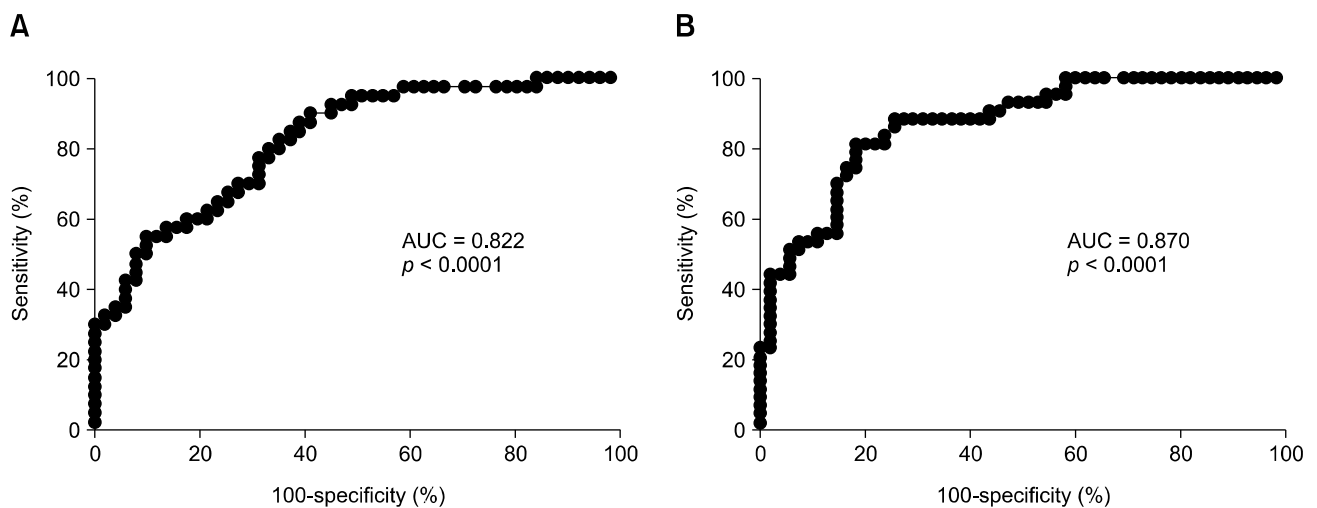 A
100
80
60
40
20
0
Sensitivity (%)
AUC = 0.822
p < 0.0001
0 20 40 60 80 100
100-specificity (%)
B
100
80
60
40
20
0
Sensitivity (%)
AUC = 0.870
p < 0.0001
0 20 40 60 80 100
100-specificity (%)